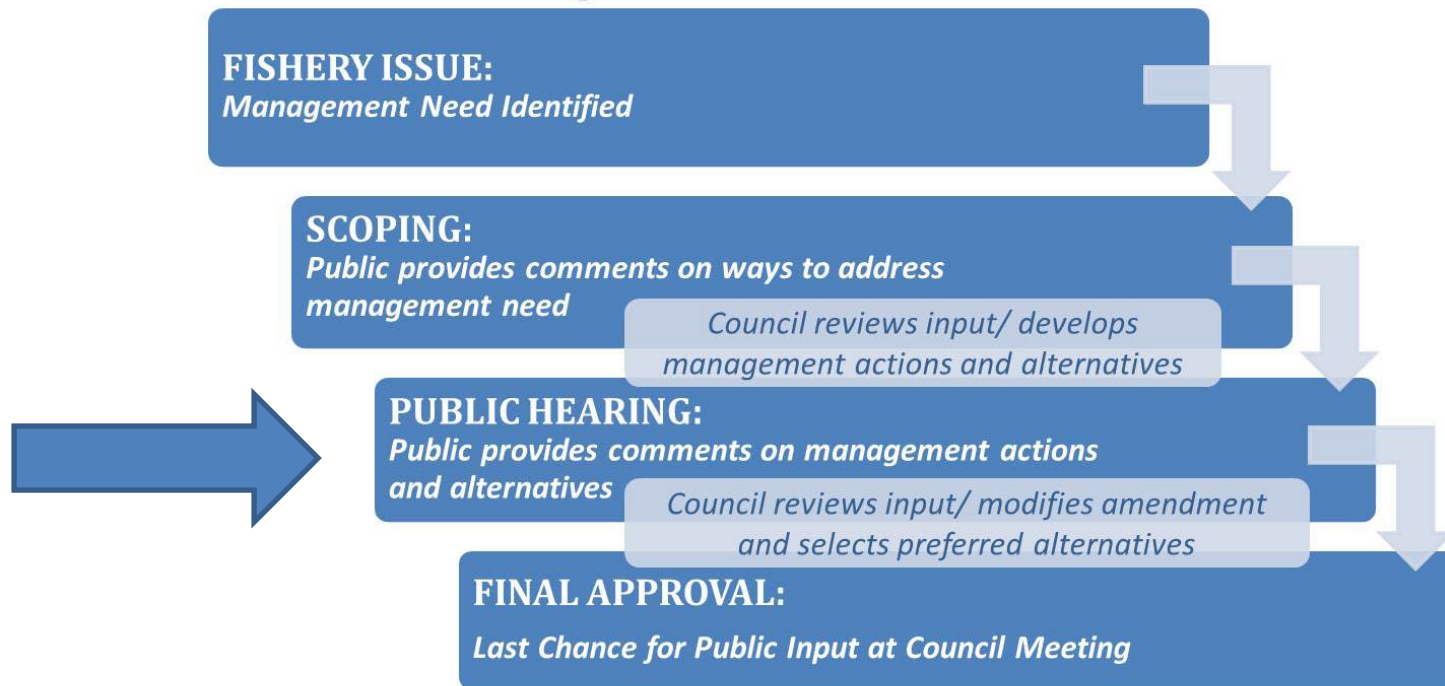 FISHERY ISSUE:
Management Need Identified
SCOPING:
Public provides comments on ways to address
management need
Council reviews input/ develops
management actions and alternatives
PUBLIC HEARING:
Public provides comments on management actions
and alternatives
Council reviews input/ modifies amendment
and selects preferred alternatives
FINAL APPROVAL:
Last Chance for Public Input at Council Meeting